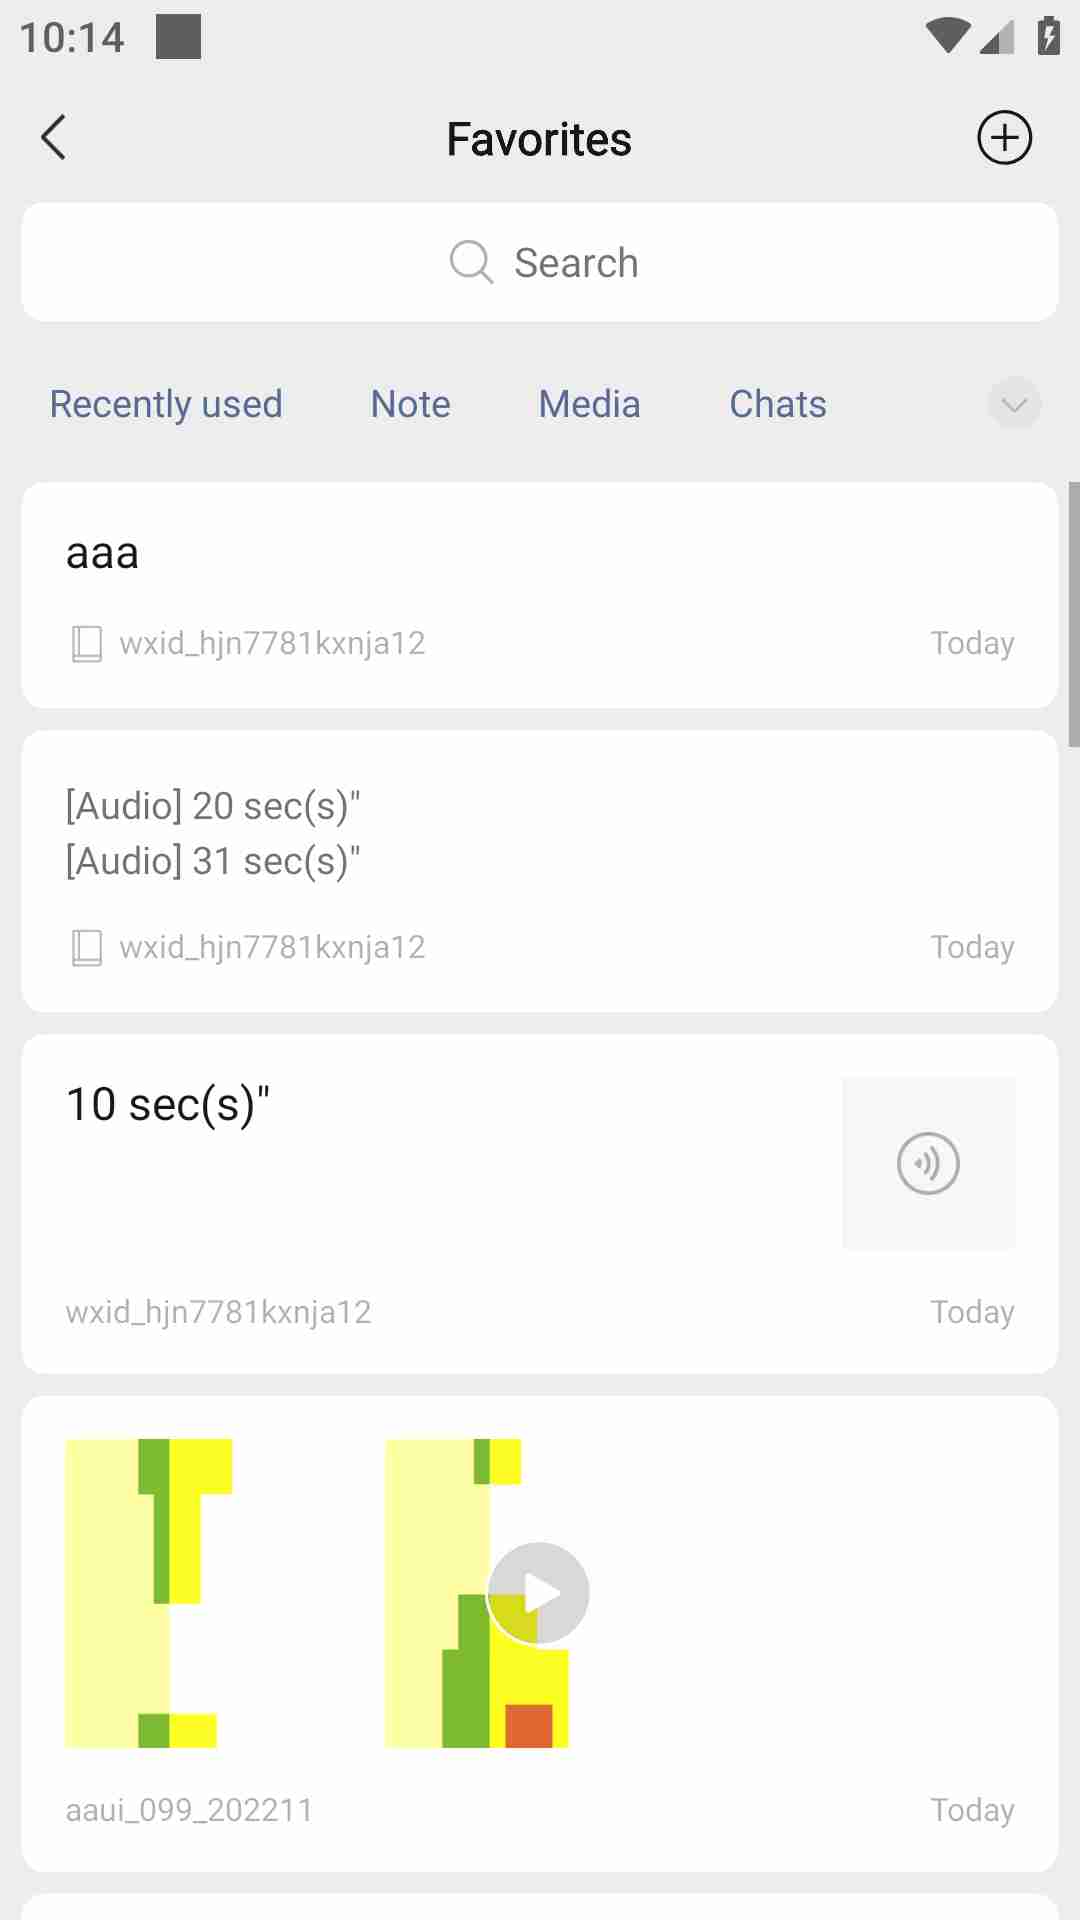 10:14
Favorites
Search
Recently used Note Media Chats
aaa
wxid_hjn7781kxnja12 Today
[Audio] 20 sec(s)"
[Audio] 31 sec(s)"
wxid_hjn7781kxnja12 Today
10 sec(s)"
wxid_hjn7781kxnja12 Today
aaui_099_202211 Today